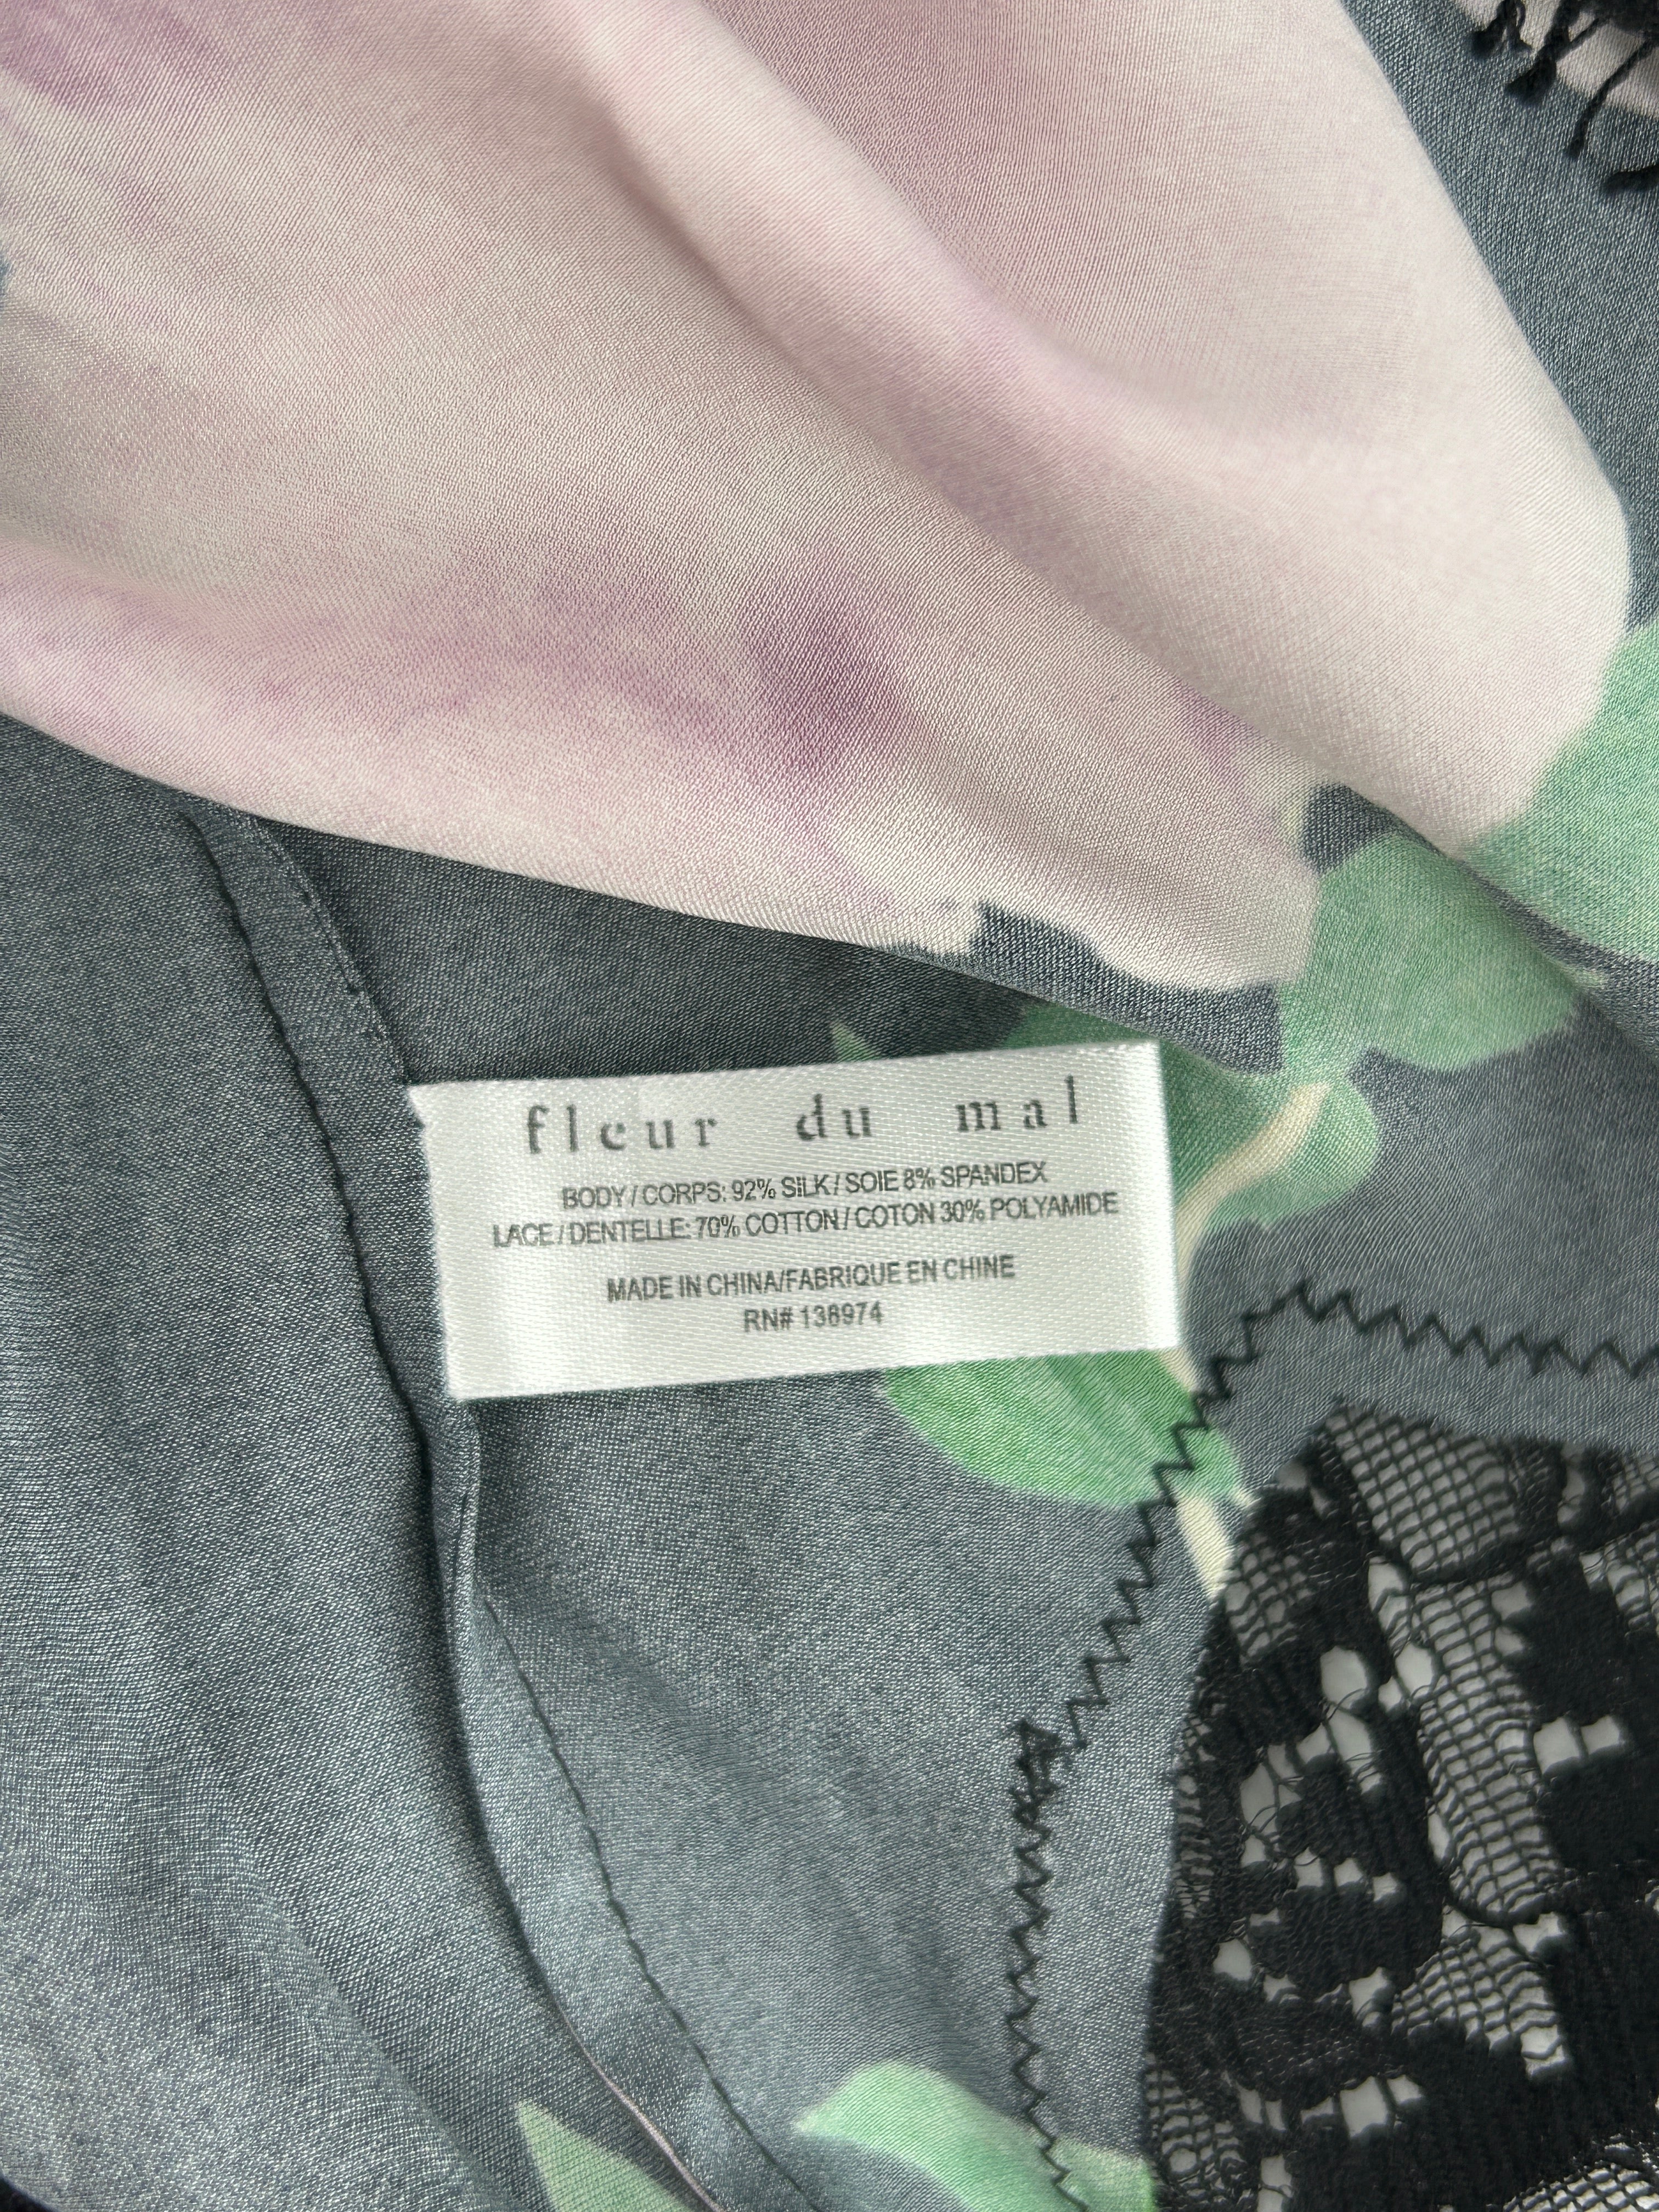 fleur du mal
BODY / CORPS: 92% SILK / SOIE 8% SPANDEX
LACE / DENTELLE: 70% COTTON / COTON 30% POLYAMIDE
MADE IN CHINA/FABRIQUE EN CHINE
RN# 138974